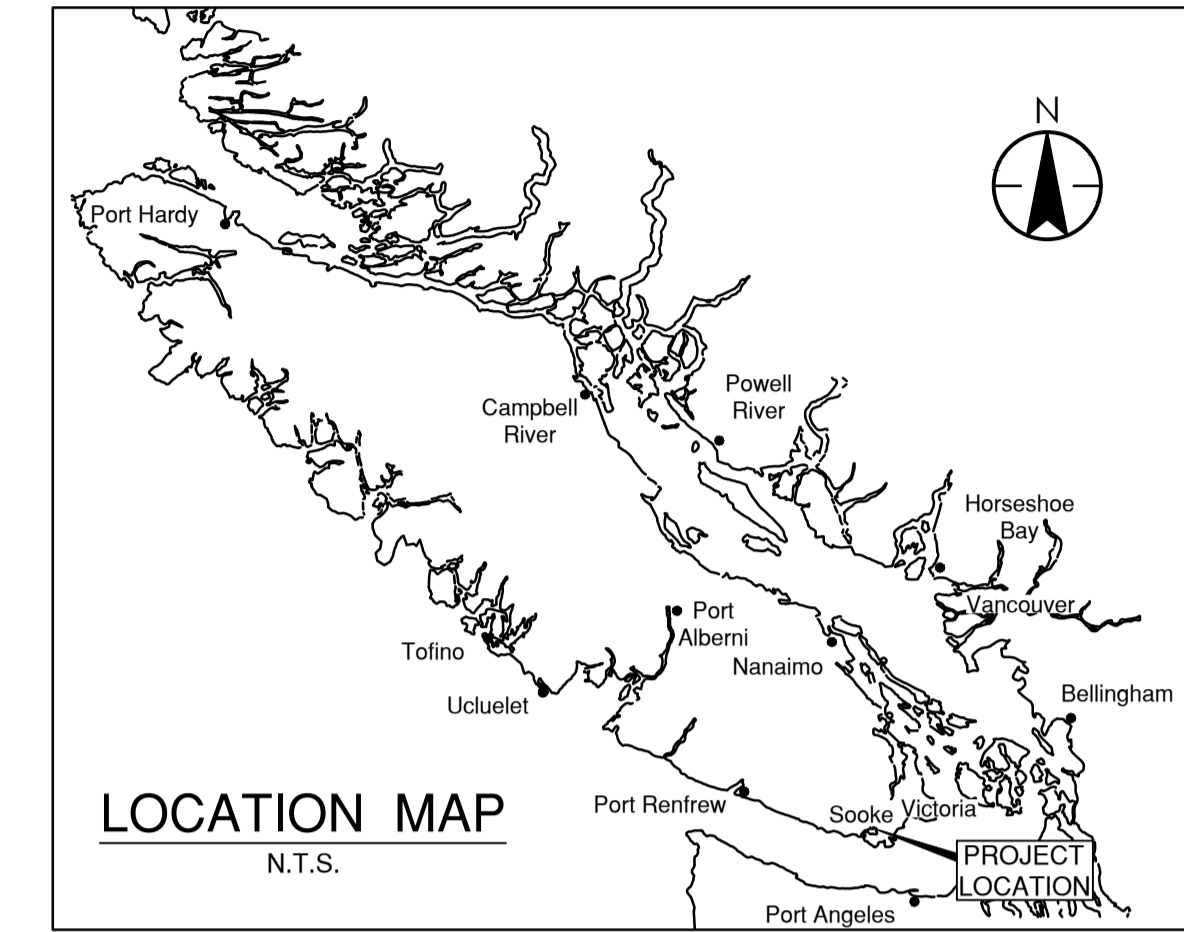 N
Port Hardy
Powell
River
Campbell
River
Horseshoe
Bay
Vancouver
Port
Alberni
Tofino
Nanaimo
Ucluelet
Bellingham
Port Renfrew
Sooke
Victoria
LOCATION MAP
N.T.S.
PROJECT
LOCATION
Port Angeles